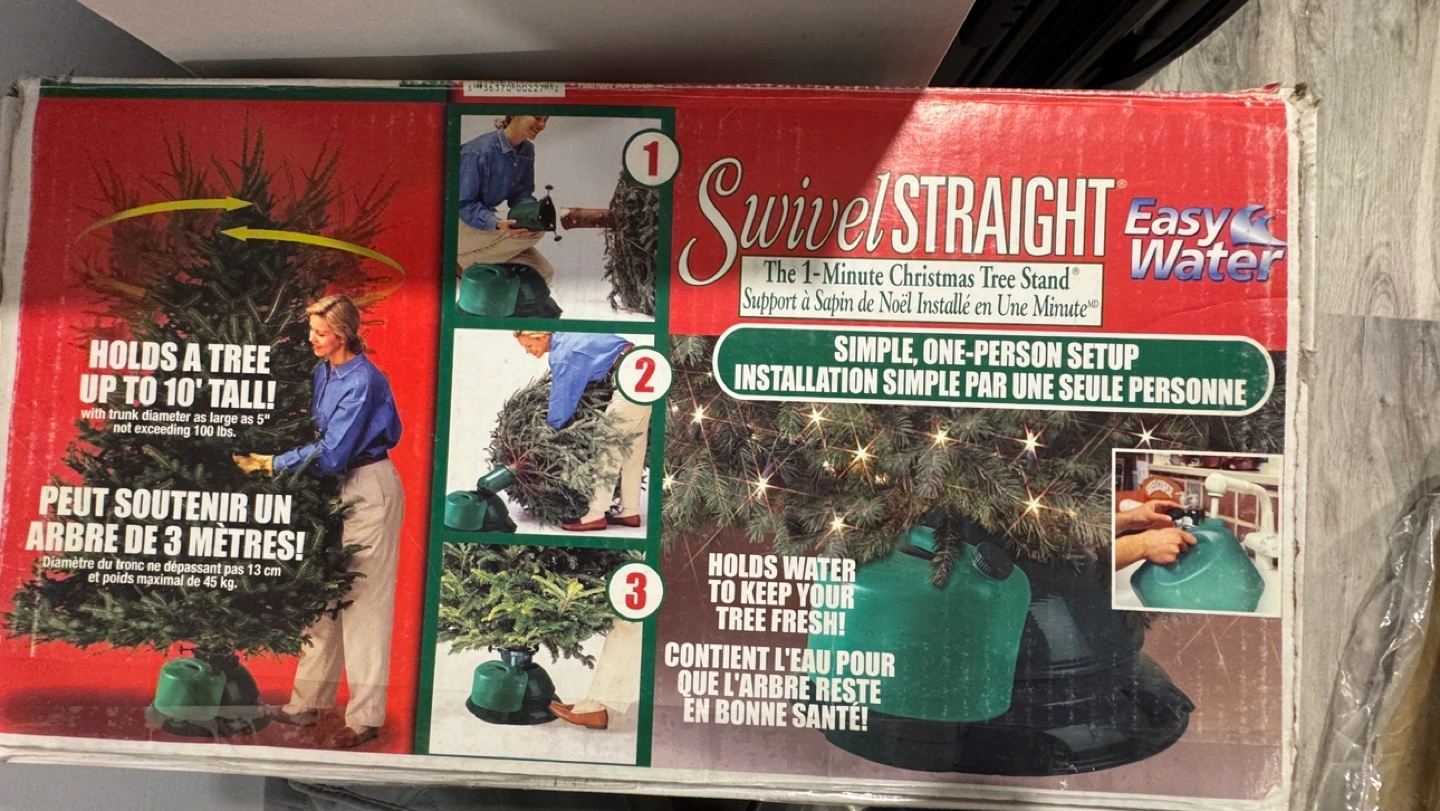 HOLDS A TREE
UP TO 10' TALL!
with trunk diameter as large as 5"
not exceeding 100 lbs.
PEUT SOUTENIR UN
ARBRE DE 3 MÈTRES!
Diamètre du tronc ne dépassant pas 13 cm
et poids maximal de 45 kg.
1
2
3
SwivelSTRAIGHT®
The 1-Minute Christmas Tree Stand®
Support à Sapin de Noël Installé en Une Minute MD
Easy
Water™
SIMPLE, ONE-PERSON SETUP
INSTALLATION SIMPLE PAR UNE SEULE PERSONNE
HOLDS WATER
TO KEEP YOUR
TREE FRESH!
CONTIENT L'EAU POUR
QUE L'ARBRE RESTE
EN BONNE SANTÉ!